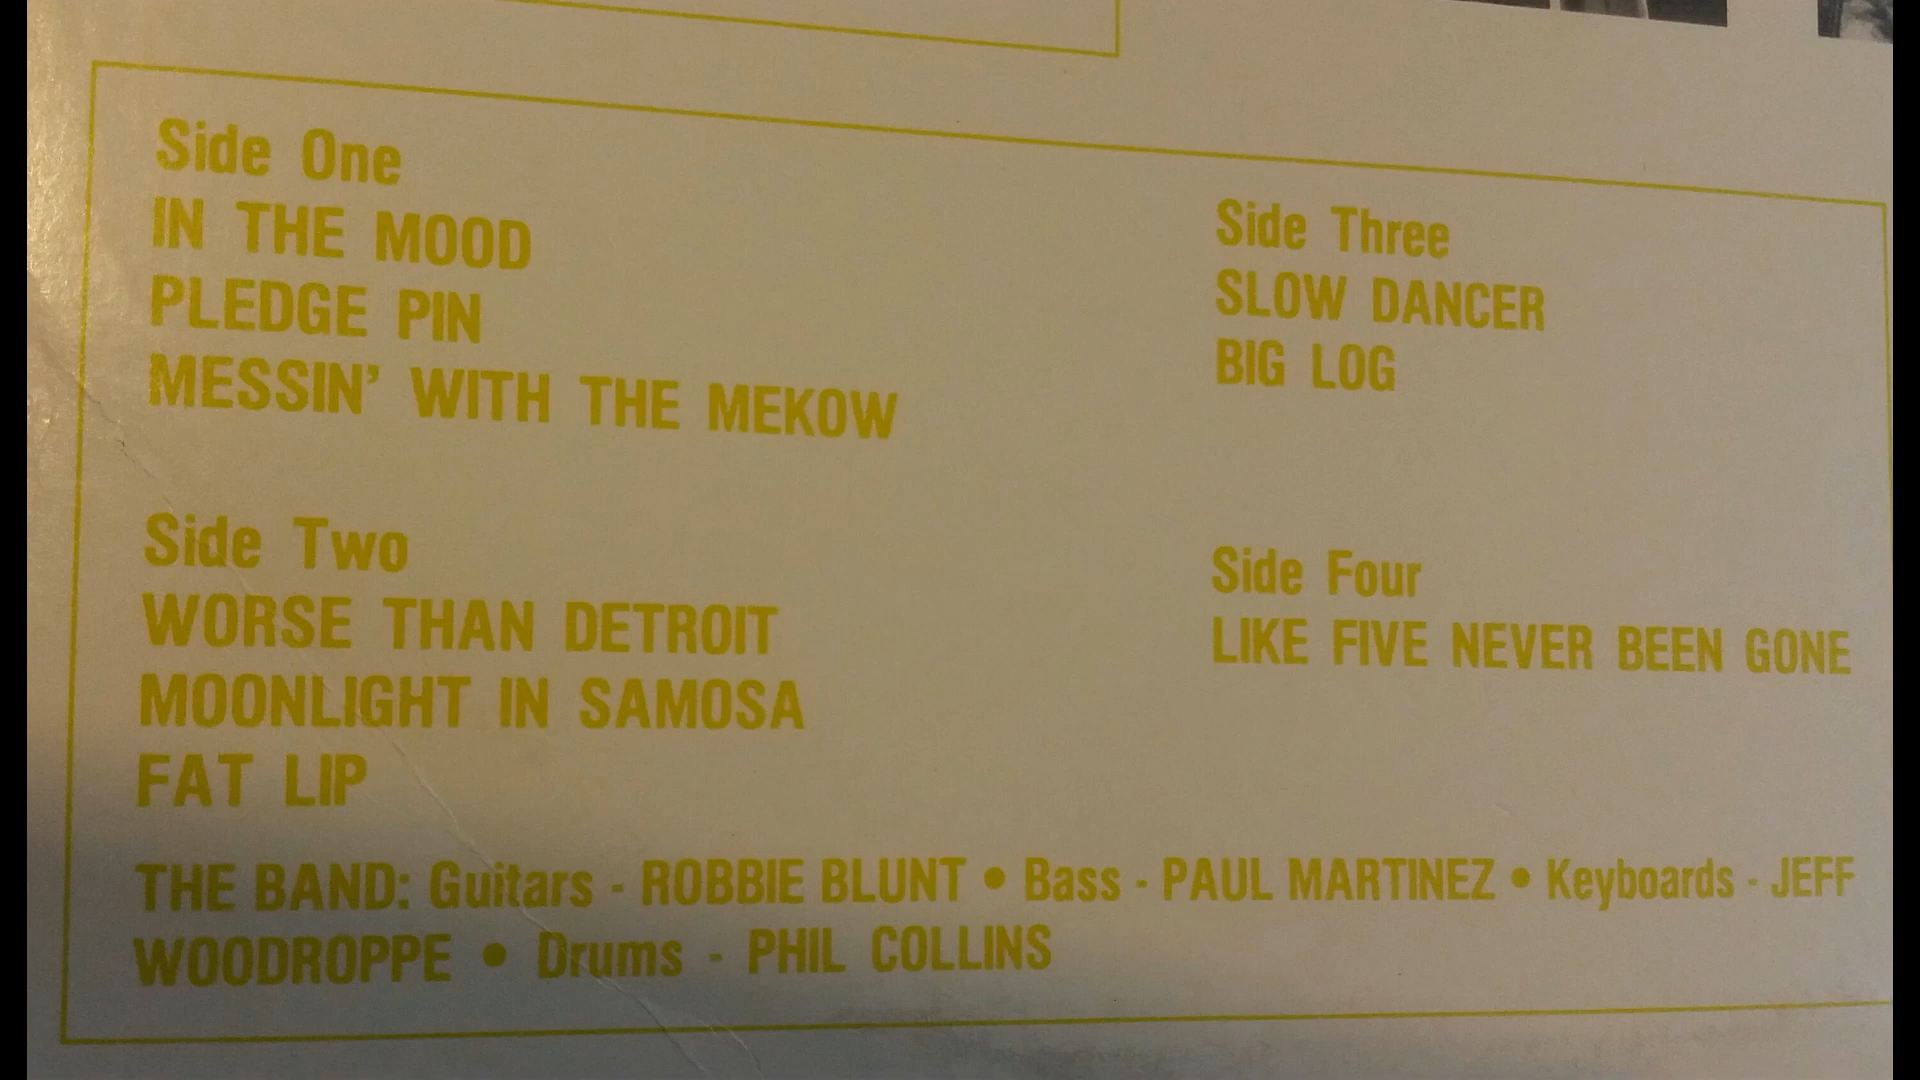 Side One
IN THE MOOD
PLEDGE PIN
MESSIN' WITH THE MEKOW
Side Two
WORSE THAN DETROIT
MOONLIGHT IN SAMOSA
FAT LIP
Side Three
SLOW DANCER
BIG LOG
Side Four
LIKE FIVE NEVER BEEN GONE
THE BAND: Guitars - ROBBIE BLUNT • Bass - PAUL MARTINEZ • Keyboards - JEFF
WOODROPPE • Drums - PHIL COLLINS